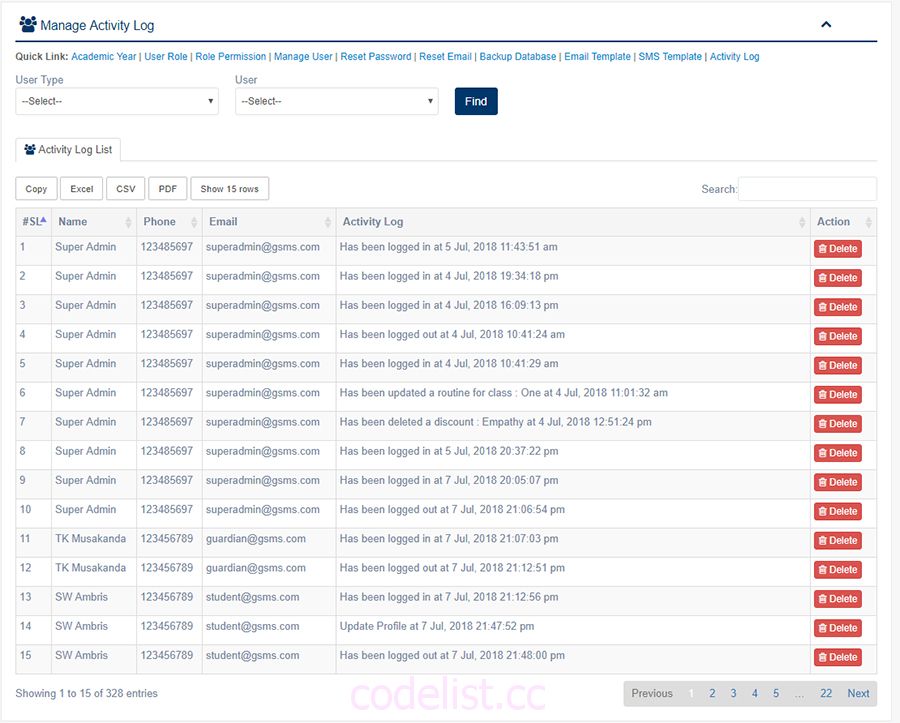 Manage Activity Log
Quick Link: Academic Year | User Role | Role Permission | Manage User | Reset Password | Reset Email | Backup Database | Email Template | SMS Template | Activity Log
User Type User
--Select-- --Select-- Find
Activity Log List
Copy Excel CSV PDF Show 15 rows Search:
#SL Name Phone Email Activity Log Action
1 Super Admin 123485697 superadmin@gsms.com Has been logged in at 5 Jul, 2018 11:43:51 am Delete
2 Super Admin 123485697 superadmin@gsms.com Has been logged in at 4 Jul, 2018 19:34:18 pm Delete
3 Super Admin 123485697 superadmin@gsms.com Has been logged in at 4 Jul, 2018 16:09:13 pm Delete
4 Super Admin 123485697 superadmin@gsms.com Has been logged out at 4 Jul, 2018 10:41:24 am Delete
5 Super Admin 123485697 superadmin@gsms.com Has been logged in at 4 Jul, 2018 10:41:29 am Delete
6 Super Admin 123485697 superadmin@gsms.com Has been updated a routine for class : One at 4 Jul, 2018 11:01:32 am Delete
7 Super Admin 123485697 superadmin@gsms.com Has been deleted a discount : Empathy at 4 Jul, 2018 12:51:24 pm Delete
8 Super Admin 123485697 superadmin@gsms.com Has been logged in at 5 Jul, 2018 20:37:22 pm Delete
9 Super Admin 123485697 superadmin@gsms.com Has been logged in at 7 Jul, 2018 20:05:07 pm Delete
10 Super Admin 123485697 superadmin@gsms.com Has been logged out at 7 Jul, 2018 21:06:54 pm Delete
11 TK Musakanda 123456789 guardian@gsms.com Has been logged in at 7 Jul, 2018 21:07:03 pm Delete
12 TK Musakanda 123456789 guardian@gsms.com Has been logged out at 7 Jul, 2018 21:12:51 pm Delete
13 SW Ambris 123456789 student@gsms.com Has been logged in at 7 Jul, 2018 21:12:56 pm Delete
14 SW Ambris 123456789 student@gsms.com Update Profile at 7 Jul, 2018 21:47:52 pm Delete
15 SW Ambris 123456789 student@gsms.com Has been logged out at 7 Jul, 2018 21:48:00 pm Delete
Showing 1 to 15 of 328 entries Previous 1 2 3 4 5 ... 22 Next
codelist.cc